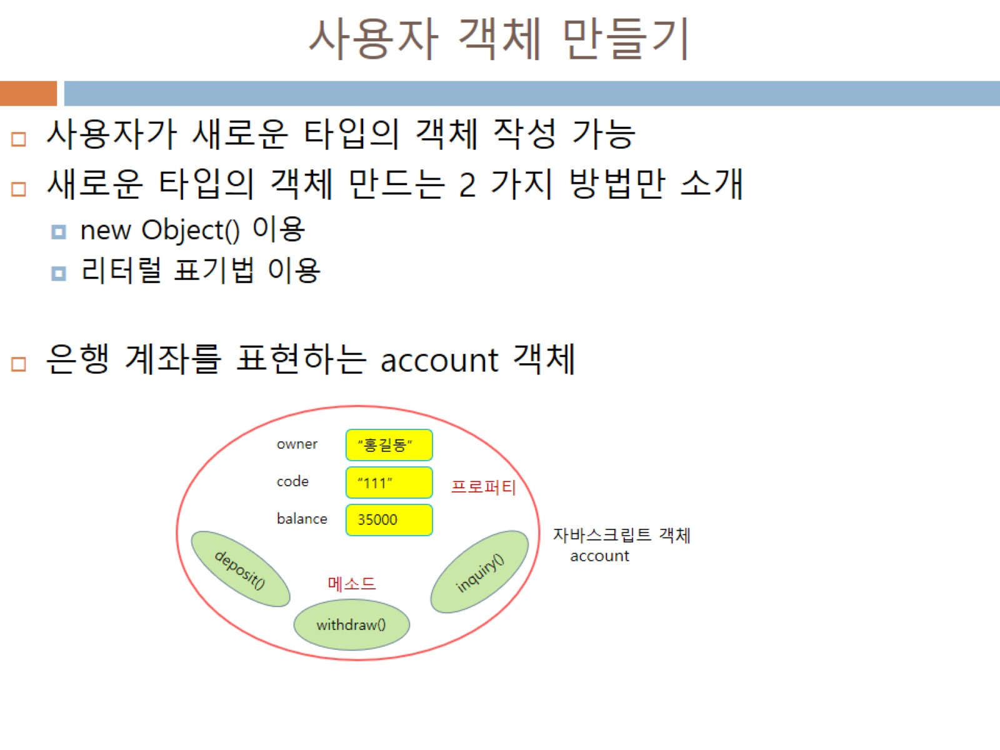 사용자 객체 만들기
사용자가 새로운 타입의 객체 작성 가능
새로운 타입의 객체 만드는 2 가지 방법만 소개
new Object() 이용
리터럴 표기법 이용
은행 계좌를 표현하는 account 객체
owner "홍길동"
code "111"
프로퍼티
balance 35000
자바스크립트 객체
account
deposit()
inquiry()
메소드
withdraw()